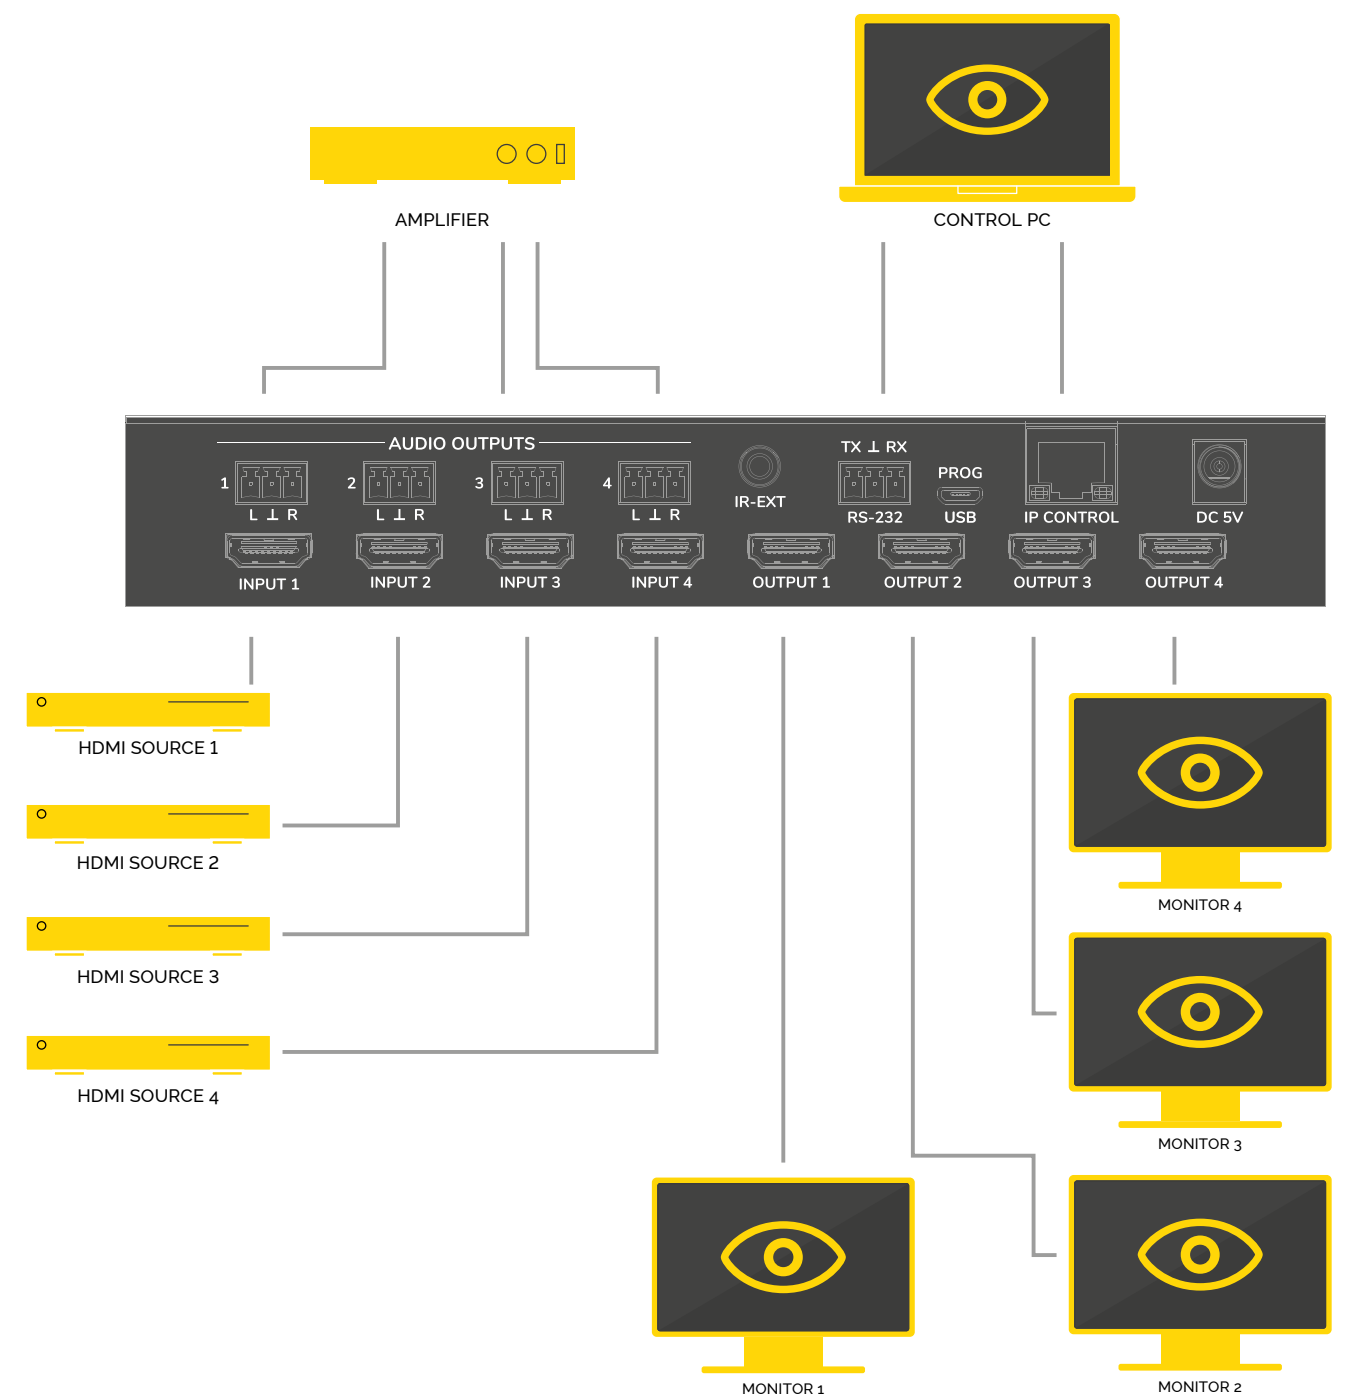 AMPLIFIER
CONTROL PC
AUDIO OUTPUTS
TX ⊥ RX
1
2
3
4
PROG
IR-EXT
L ⊥ R
L ⊥ R
L ⊥ R
L ⊥ R
RS-232
USB
IP CONTROL
DC 5V
INPUT 1
INPUT 2
INPUT 3
INPUT 4
OUTPUT 1
OUTPUT 2
OUTPUT 3
OUTPUT 4
HDMI SOURCE 1
HDMI SOURCE 2
MONITOR 4
HDMI SOURCE 3
HDMI SOURCE 4
MONITOR 3
MONITOR 1
MONITOR 2